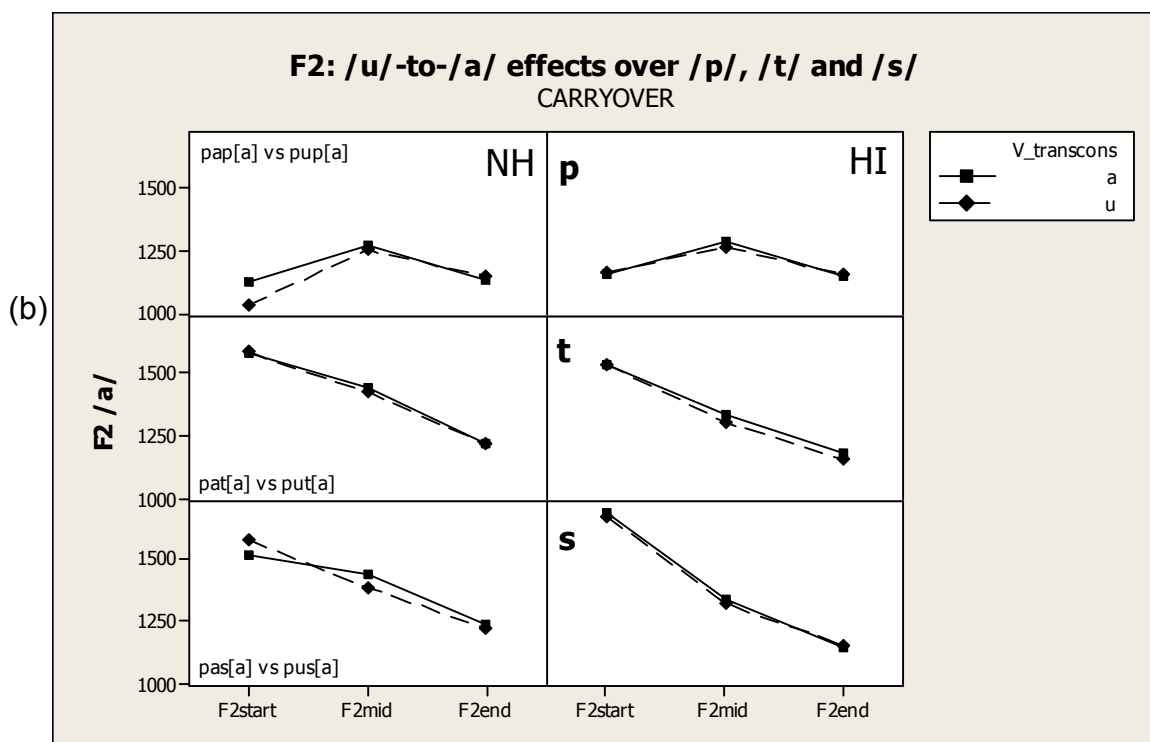 F2: /u/-to-/a/ effects over /p/, /t/ and /s/
CARRYOVER
(b)
F2 /a/
pap[a] vs pup[a]
NH
p
HI
1500
1250
1000
t
1500
1250
1000
pat[a] vs put[a]
s
1500
1250
1000
pas[a] vs pus[a]
F2start
F2mid
F2end
F2start
F2mid
F2end
V_transcons
a
u